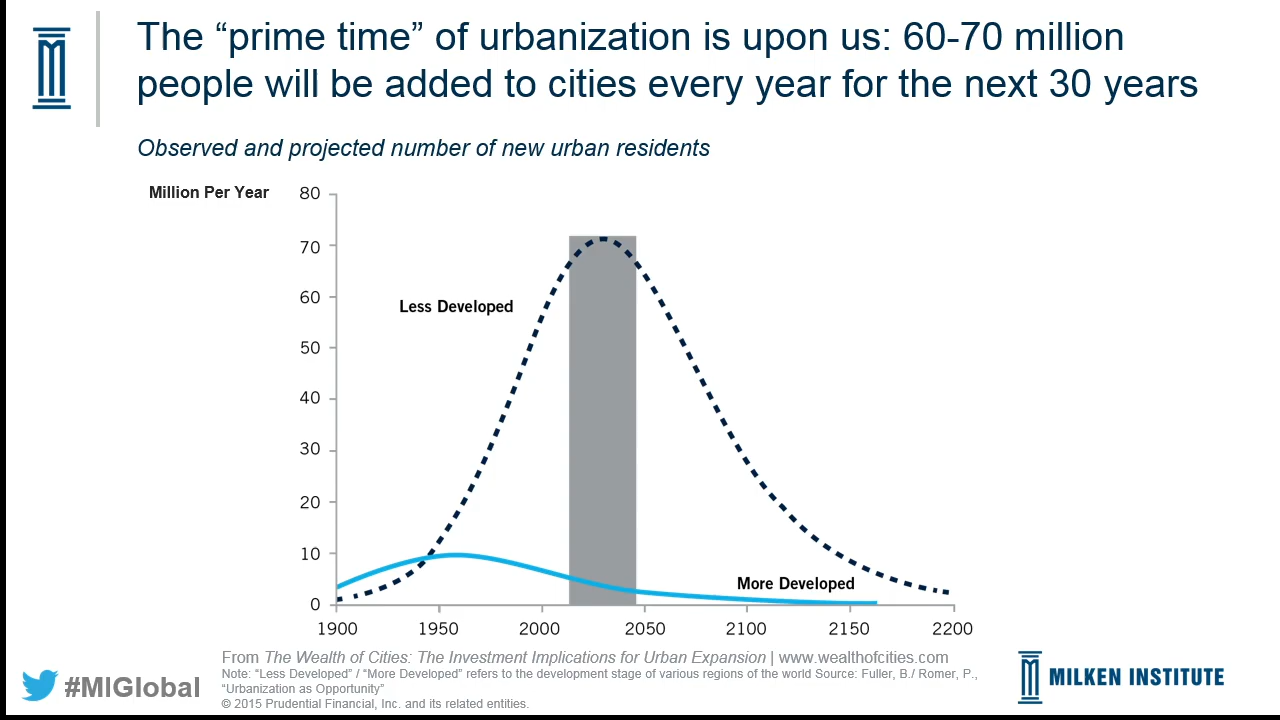 The “prime time” of urbanization is upon us: 60-70 million
people will be added to cities every year for the next 30 years
Observed and projected number of new urban residents
Million Per Year
80
70
60
50
40
30
20
10
0
Less Developed
More Developed
1900 1950 2000 2050 2100 2150 2200
From The Wealth of Cities: The Investment Implications for Urban Expansion | www.wealthofcities.com
Note: “Less Developed” / “More Developed” refers to the development stage of various regions of the world Source: Fuller, B./ Romer, P.,
“Urbanization as Opportunity”
© 2015 Prudential Financial, Inc. and its related entities.
#MIGlobal
MILKEN INSTITUTE